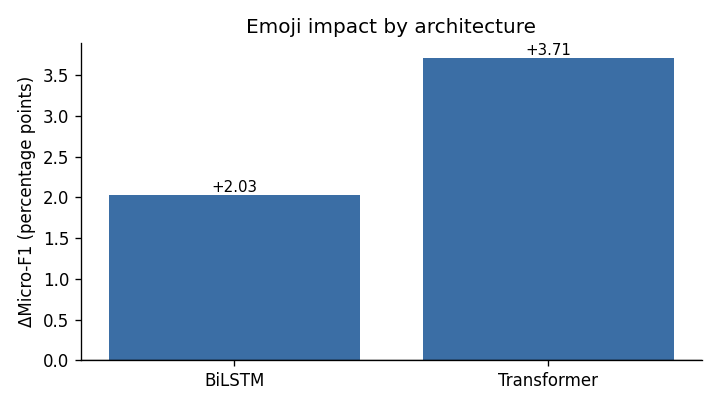 Emoji impact by architecture
ΔMicro-F1 (percentage points)
3.5
3.0
2.5
2.0
1.5
1.0
0.5
0.0
+2.03
+3.71
BiLSTM
Transformer